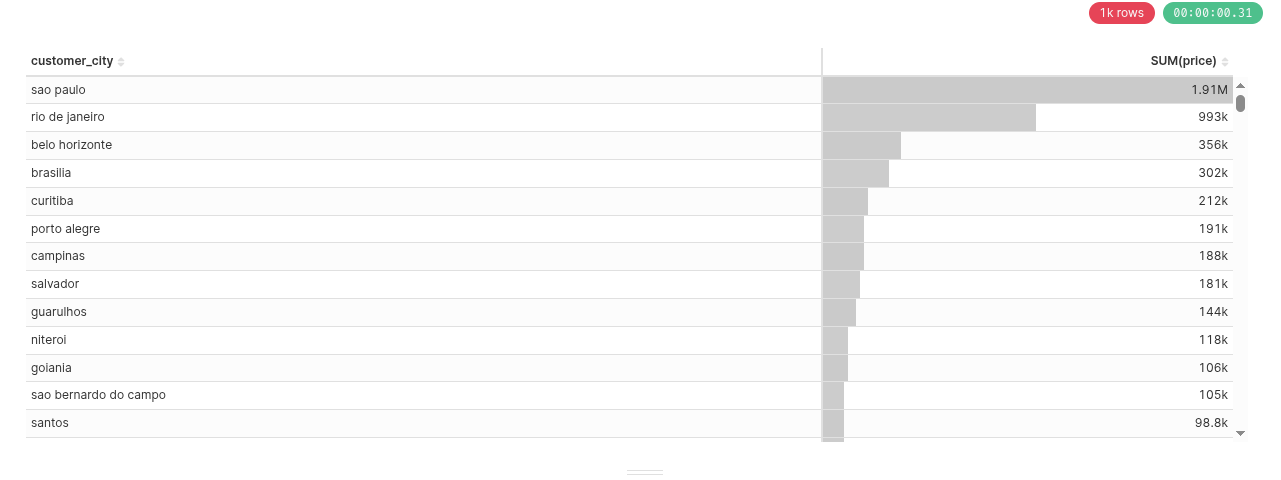 1k rows 00:00:00.31
customer_city SUM(price)
sao paulo 1.91M
rio de janeiro 993k
belo horizonte 356k
brasilia 302k
curitiba 212k
porto alegre 191k
campinas 188k
salvador 181k
guarulhos 144k
niteroi 118k
goiania 106k
sao bernardo do campo 105k
santos 98.8k